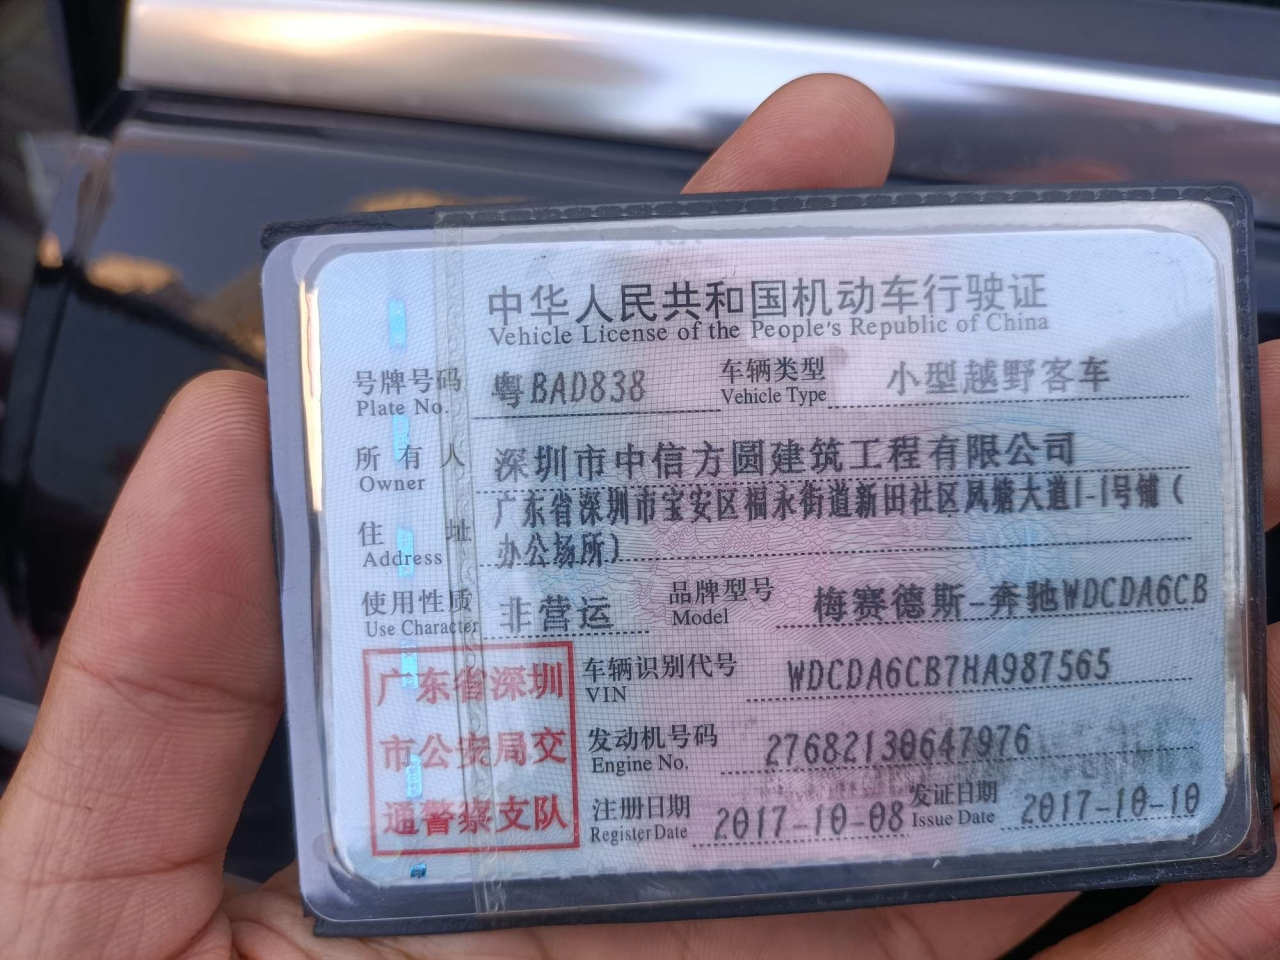 中华人民共和国机动车行驶证
Vehicle License of the People's Republic of China
号牌号码 粤BAD838 车辆类型 小型越野客车
Plate No. Vehicle Type
所有人 深圳市中信方圆建筑工程有限公司
Owner
住址 广东省深圳市宝安区福永街道新田社区凤塘大道1-1号铺(
Address 办公场所)
使用性质 非营运 品牌型号 梅赛德斯-奔驰WDCDA6CB
Use Character Model
广东省深圳
市公安局交
通警察支队
车辆识别代号 WDCDA6CB7HA987565
VIN
发动机号码 27682130647976
Engine No.
注册日期 2017-10-08 发证日期 2017-10-10
Register Date Issue Date